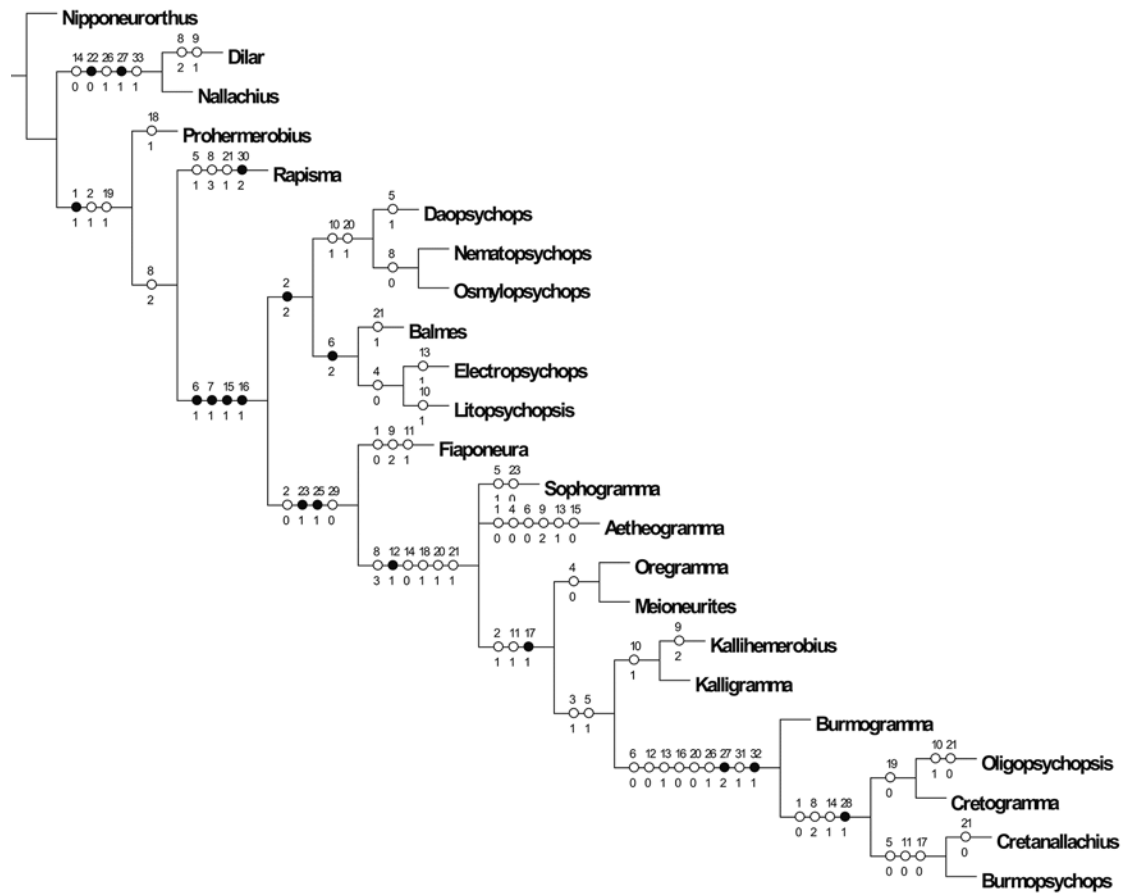 Nipponeurorthus
8 9
14 22 26 27 33
Dilar
2 1
0 0 1 1 1
Nallachius
18
Prohermerobius
1
5 8 21 30
Rapisma
1 3 1 2
1 2 19
1 1 1
5
Daopsychops
10 20
1
1 1
Nematopsychops
8
0
Osmylopsychops
8
2
2
2
21
Balmes
1
6
2
13
Electropsychops
4
1
0
10
Litopsychopsis
1
6 7 15 16
1 1 1 1
1 9 11
Fiaponeura
0 2 1
5 23
Sophogramma
1 0
2 23 25 29
0 1 1 0
1 4 6 9 13 15
Aetheogramma
0 0 0 2 1 0
8 12 14 18 20 21
3 1 0 1 1 1
4
Oregramma
0
Meioneurites
2 11 17
1 1 1
9
Kallihemerobius
10
2
1
Kalligramma
3 5
1 1
Burmogramma
6 12 13 16 20 26 27 31 32
0 0 1 0 0 1 2 1 1
10 21
Oligopsychopsis
19
1 0
0
Cretogramma
1 8 14 28
0 2 1 1
21
Cretanallachius
5 11 17
0
0 0 0
Burmopsychops